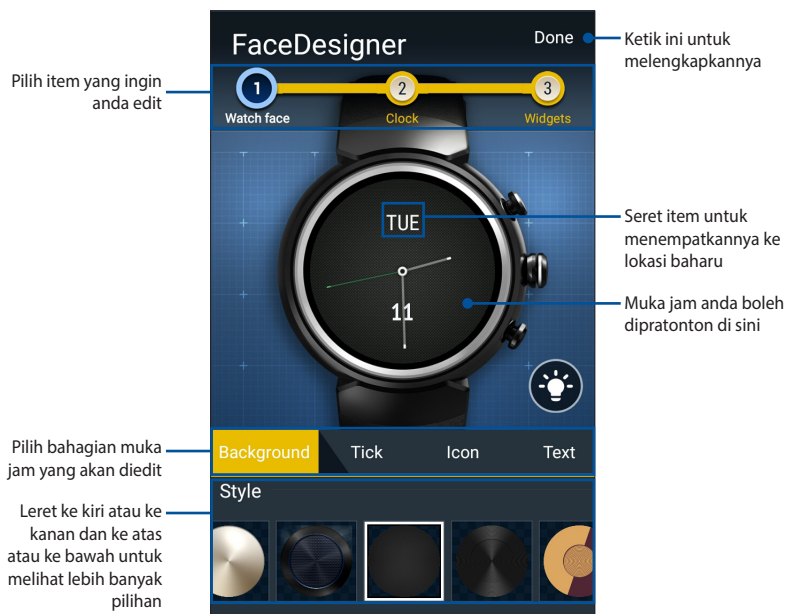 FaceDesigner
Done
Ketik ini untuk
melengkapkannya
Pilih item yang ingin
anda edit
1
2
3
Watch face
Clock
Widgets
TUE
11
Seret item untuk
menempatkannya ke
lokasi baharu
Muka jam anda boleh
dipratonton di sini
Pilih bahagian muka
jam yang akan diedit
Background
Tick
Icon
Text
Style
Leret ke kiri atau ke
kanan dan ke atas
atau ke bawah untuk
melihat lebih banyak
pilihan